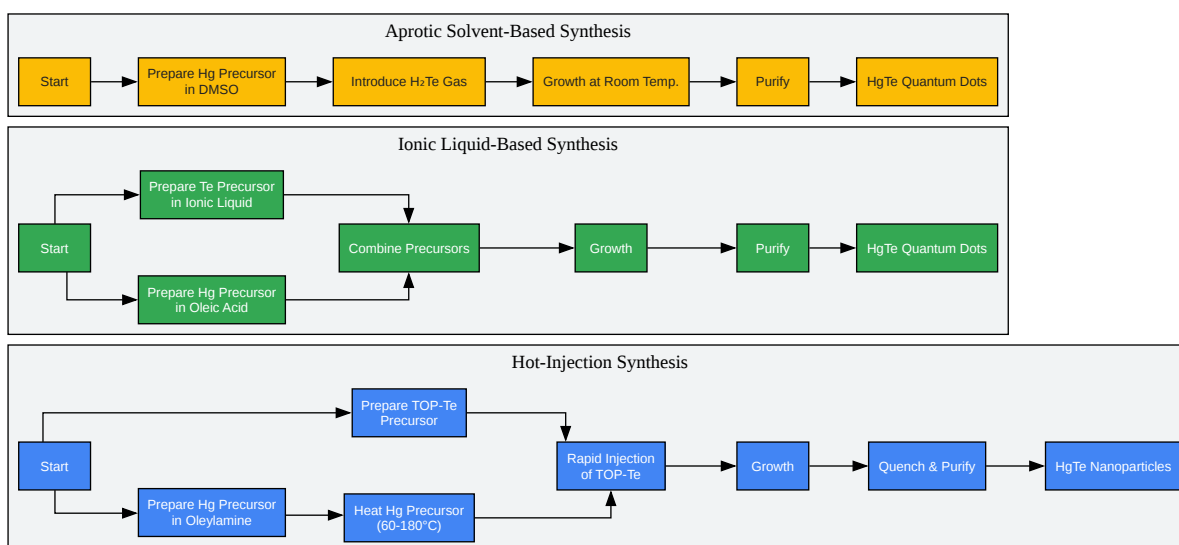 Aprotic Solvent-Based Synthesis
Start
Prepare Hg Precursor
in DMSO
Introduce H₂Te Gas
Growth at Room Temp.
Purify
HgTe Quantum Dots
Ionic Liquid-Based Synthesis
Start
Prepare Te Precursor
in Ionic Liquid
Prepare Hg Precursor
in Oleic Acid
Combine Precursors
Growth
Purify
HgTe Quantum Dots
Hot-Injection Synthesis
Start
Prepare TOP-Te
Precursor
Prepare Hg Precursor
in Oleylamine
Heat Hg Precursor
(60-180°C)
Rapid Injection
of TOP-Te
Growth
Quench & Purify
HgTe Nanoparticles